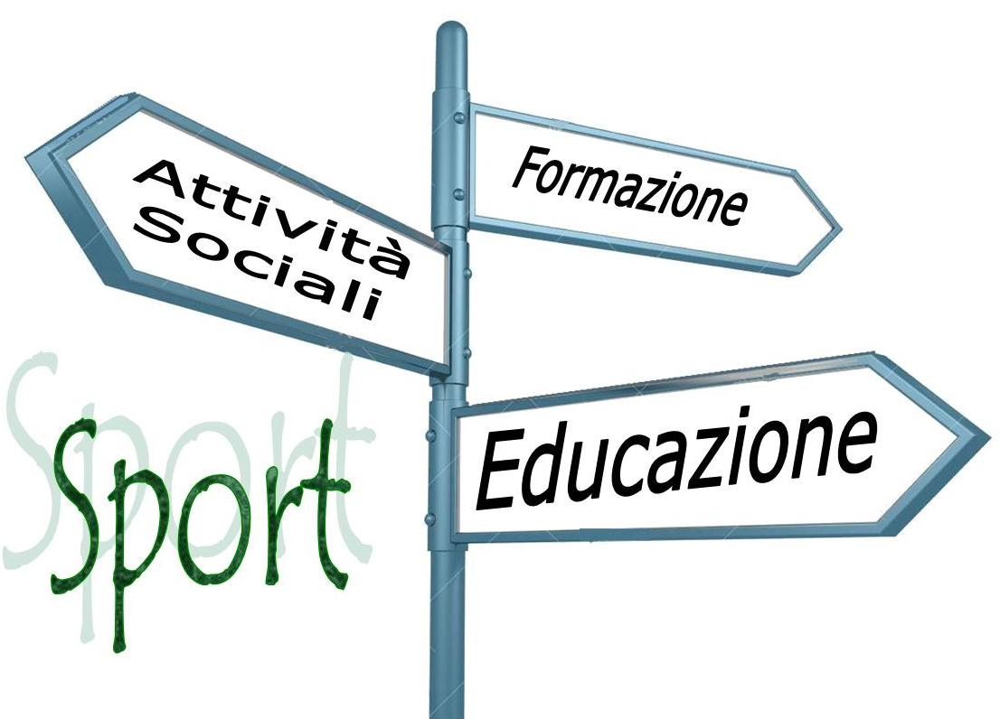 Formazione
Attività
Sociali
Educazione
Sport